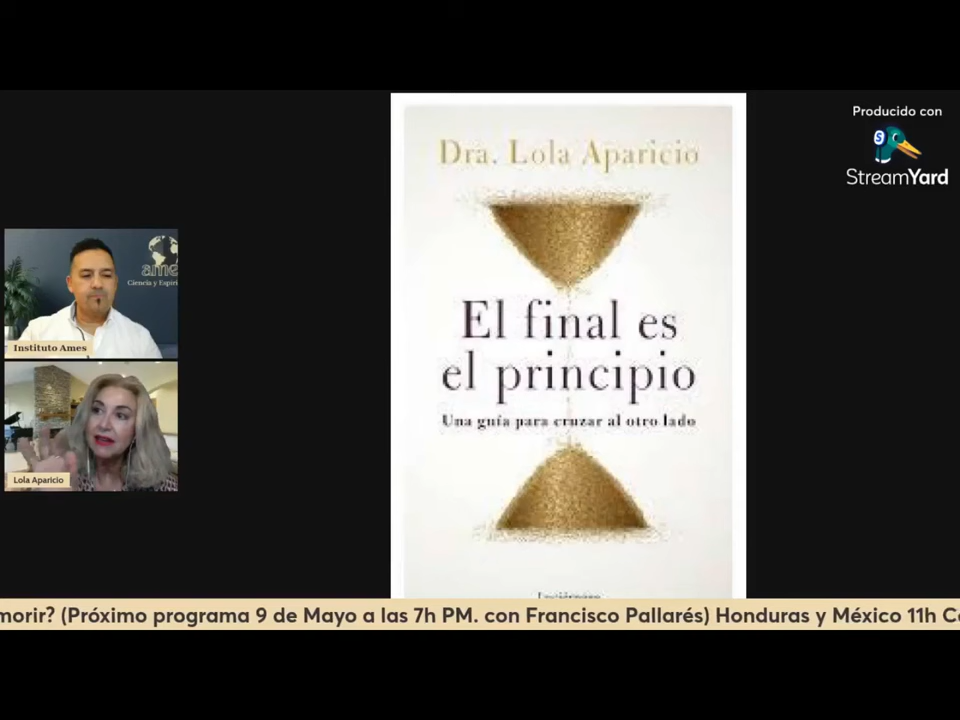 Producido con
StreamYard
Dra. Lola Aparicio
El final es
el principio
Una guía para cruzar al otro lado
Ciencia y Espiri
Instituto Ames
Lola Aparicio
morir? (Próximo programa 9 de Mayo a las 7h PM. con Francisco Pallarés) Honduras y México 11h